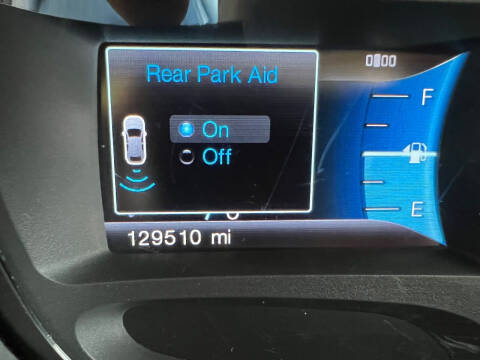 Rear Park Aid
On
Off
F
E
129510 mi